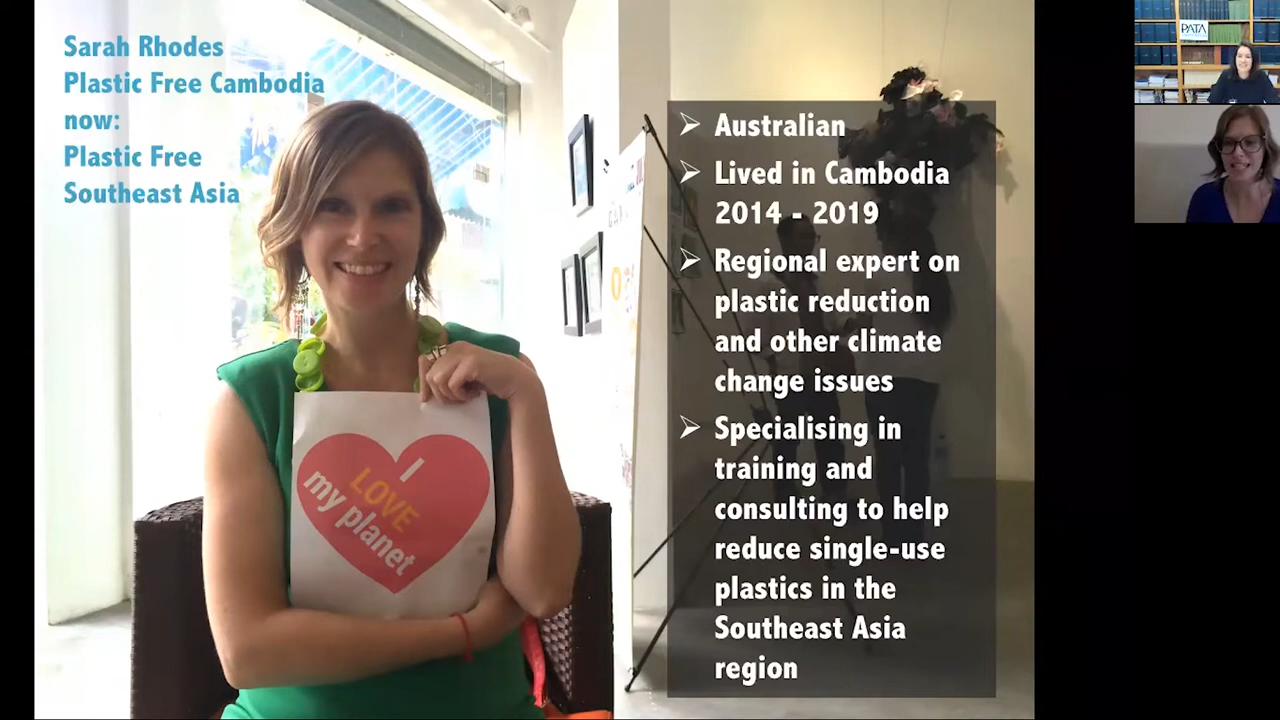 Sarah Rhodes
Plastic Free Cambodia
now:
Plastic Free
Southeast Asia
I
LOVE
my planet
Australian
Lived in Cambodia
2014 - 2019
Regional expert on
plastic reduction
and other climate
change issues
Specialising in
training and
consulting to help
reduce single-use
plastics in the
Southeast Asia
region
PATA